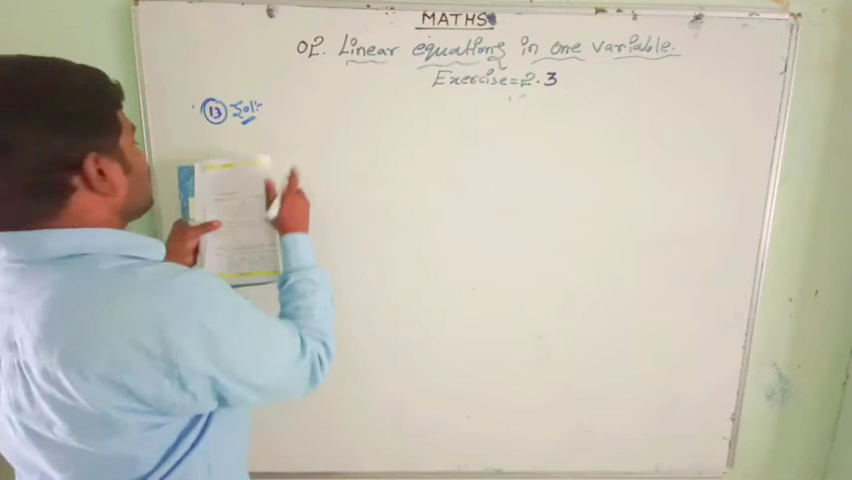 MATHS
02. Linear equations in one variable.
Exercise=2.3
13 Sol:-